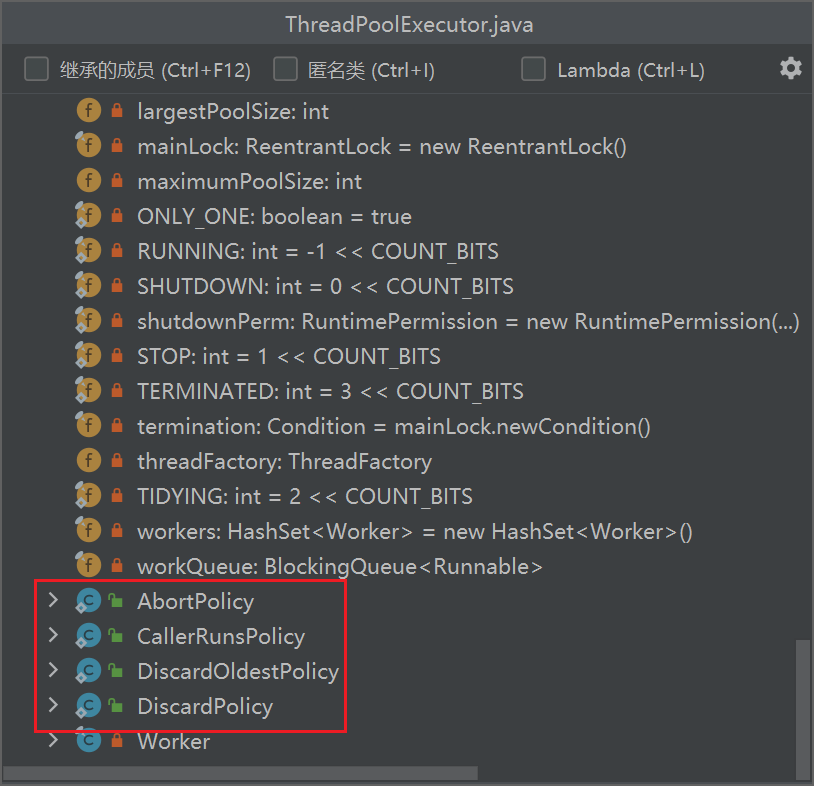 ThreadPoolExecutor.java
继承的成员 (Ctrl+F12) 匿名类 (Ctrl+I) Lambda (Ctrl+L)
f largestPoolSize: int
f mainLock: ReentrantLock = new ReentrantLock()
f maximumPoolSize: int
f ONLY_ONE: boolean = true
f RUNNING: int = -1 << COUNT_BITS
f SHUTDOWN: int = 0 << COUNT_BITS
f shutdownPerm: RuntimePermission = new RuntimePermission(...)
f STOP: int = 1 << COUNT_BITS
f TERMINATED: int = 3 << COUNT_BITS
f termination: Condition = mainLock.newCondition()
f threadFactory: ThreadFactory
f TIDYING: int = 2 << COUNT_BITS
f workers: HashSet<Worker> = new HashSet<Worker>()
f workQueue: BlockingQueue<Runnable>
C AbortPolicy
C CallerRunsPolicy
C DiscardOldestPolicy
C DiscardPolicy
C Worker